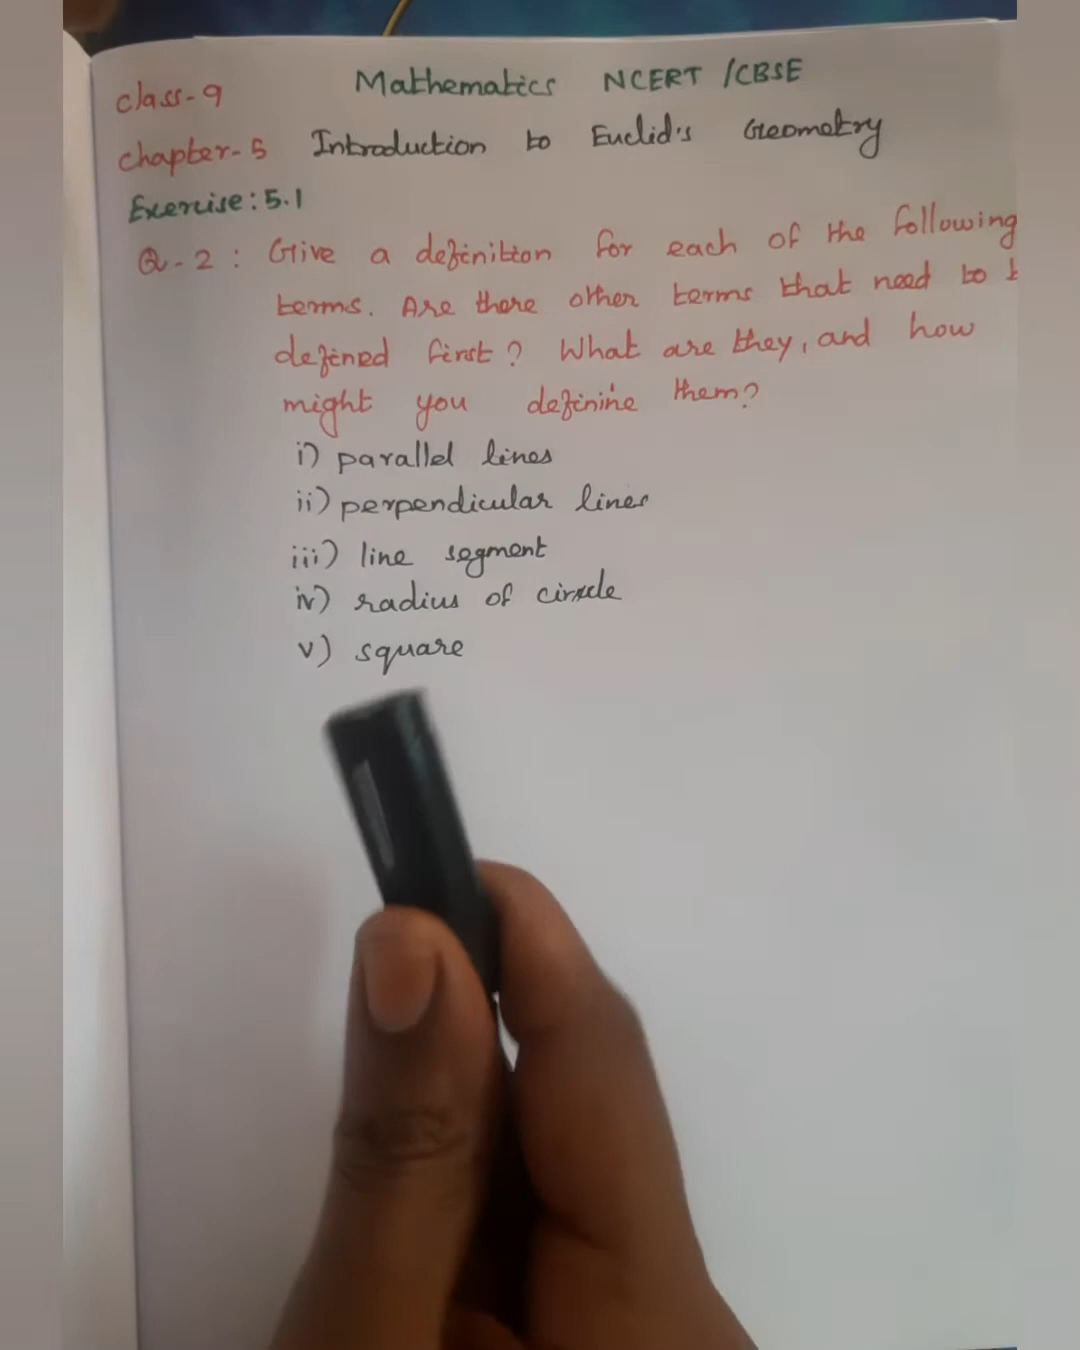 Mathematics NCERT /CBSE
class-9
chapter-5 Introduction to Euclid's Geometry
Exercise: 5.1
Q-2: Give a definition for each of the following
terms. Are there other terms that need to
defined first? What are they, and how
might you definine them?
i) parallel lines
ii) perpendicular lines
iii) line segment
iv) radius of circle
v) square